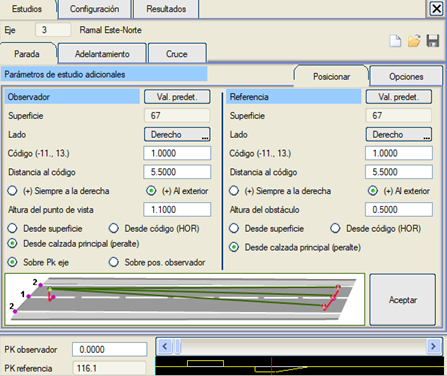 Estudios Configuración Resultados
Eje 3 Ramal Este-Norte
Parada Adelantamiento Cruce
Parámetros de estudio adicionales Posicionar Opciones
Observador Val. predet. Referencia Val. predet.
Superficie 67 Superficie 67
Lado Derecho ... Lado Derecho ...
Código (-11., 13.) 1.0000 Código (-11., 13.) 1.0000
Distancia al código 5.5000 Distancia al código 5.5000
(+) Siempre a la derecha (+) Al exterior (+) Siempre a la derecha (+) Al exterior
Altura del punto de vista 1.1000 Altura del obstáculo 0.5000
Desde superficie Desde código (HOR) Desde superficie Desde código (HOR)
Desde calzada principal (peralte) Desde calzada principal (peralte)
Sobre Pk eje Sobre pos. observador
2
1
2
Aceptar
PK observador 0.0000
PK referencia 116.1